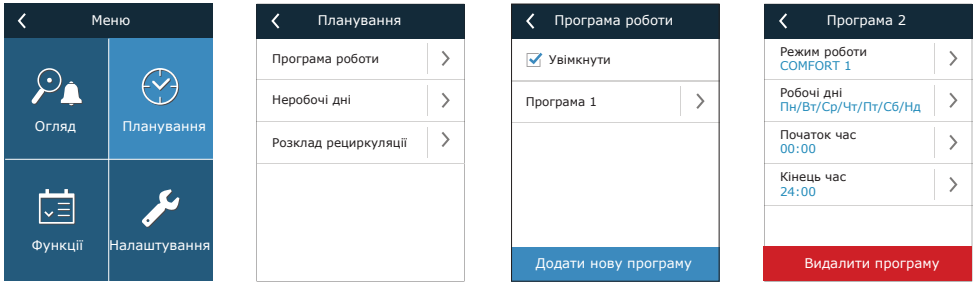 Меню
Огляд
Планування
Функції
Налаштування
Планування
Програма роботи
Неробочі дні
Розклад рециркуляції
Програма роботи
Увімкнути
Програма 1
Додати нову програму
Програма 2
Режим роботи
COMFORT 1
Робочі дні
Пн/Вт/Ср/Чт/Пт/Сб/Нд
Початок час
00:00
Кінець час
24:00
Видалити програму